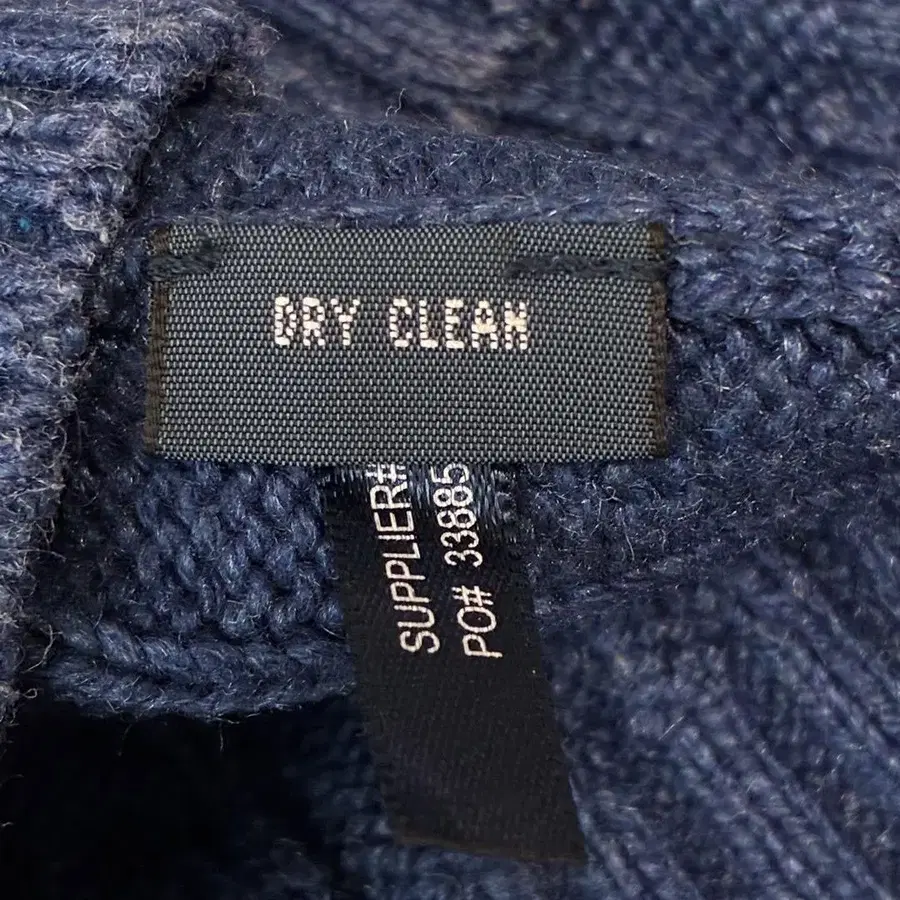 DRY CLEAN
SUPPLIER#
PO# 33885